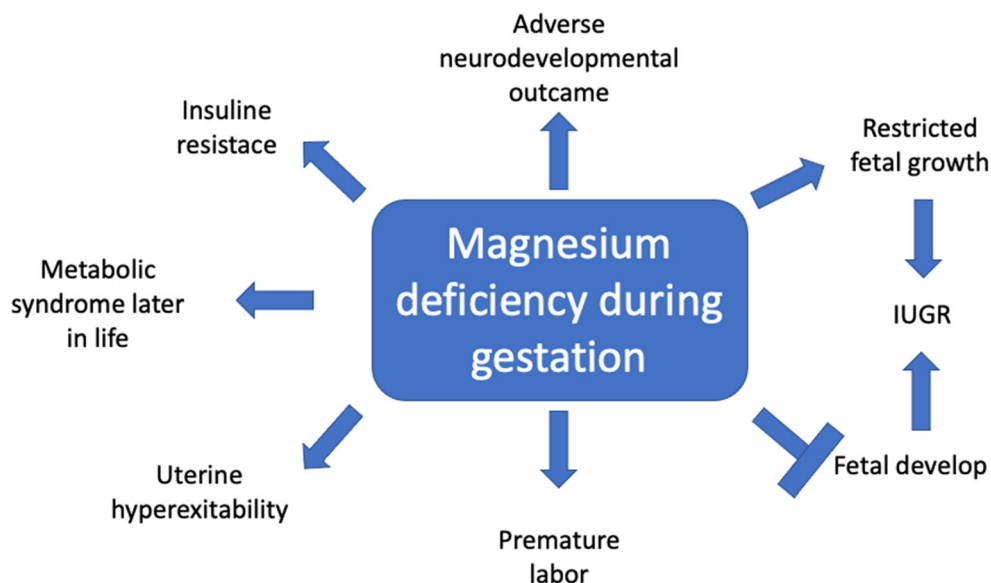 Adverse
neurodevelopmental
outcame
Insuline
resistace
Restricted
fetal growth
Magnesium
deficiency during
gestation
Metabolic
syndrome later
in life
IUGR
Uterine
hyperexitability
Fetal develop
Premature
labor